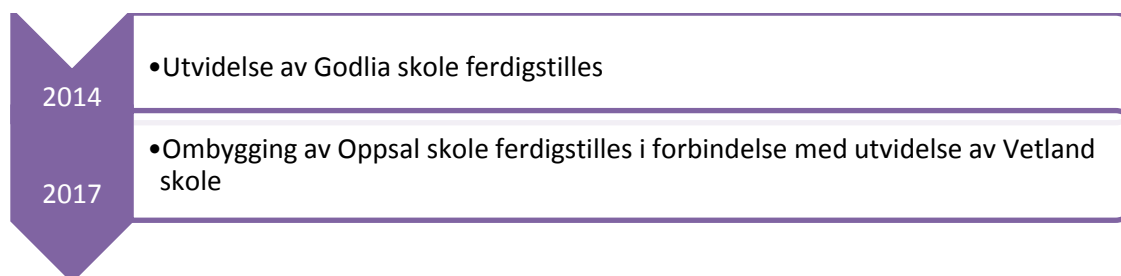 2014
•Utvidelse av Godlia skole ferdigstilles
2017
•Ombygging av Oppsal skole ferdigstilles i forbindelse med utvidelse av Vetland
skole